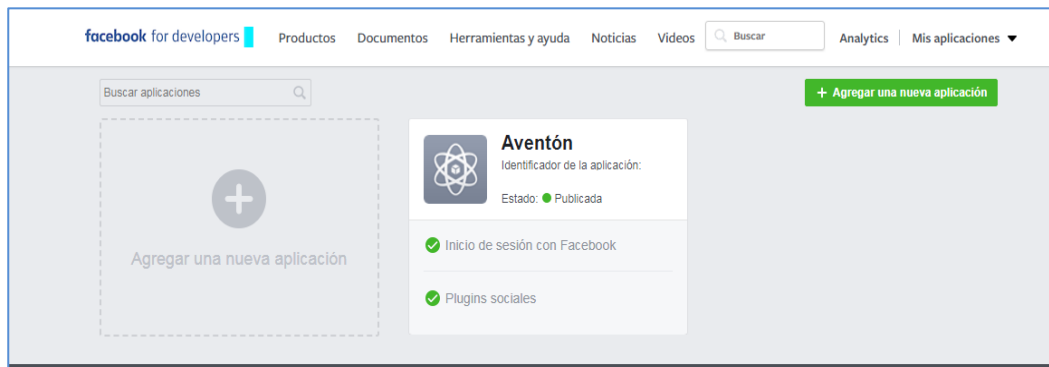 facebook for developers Productos Documentos Herramientas y ayuda Noticias Videos Buscar Analytics Mis aplicaciones
Buscar aplicaciones
+ Agregar una nueva aplicación
Agregar una nueva aplicación
Aventón
Identificador de la aplicación:
Estado: Publicada
Inicio de sesión con Facebook
Plugins sociales